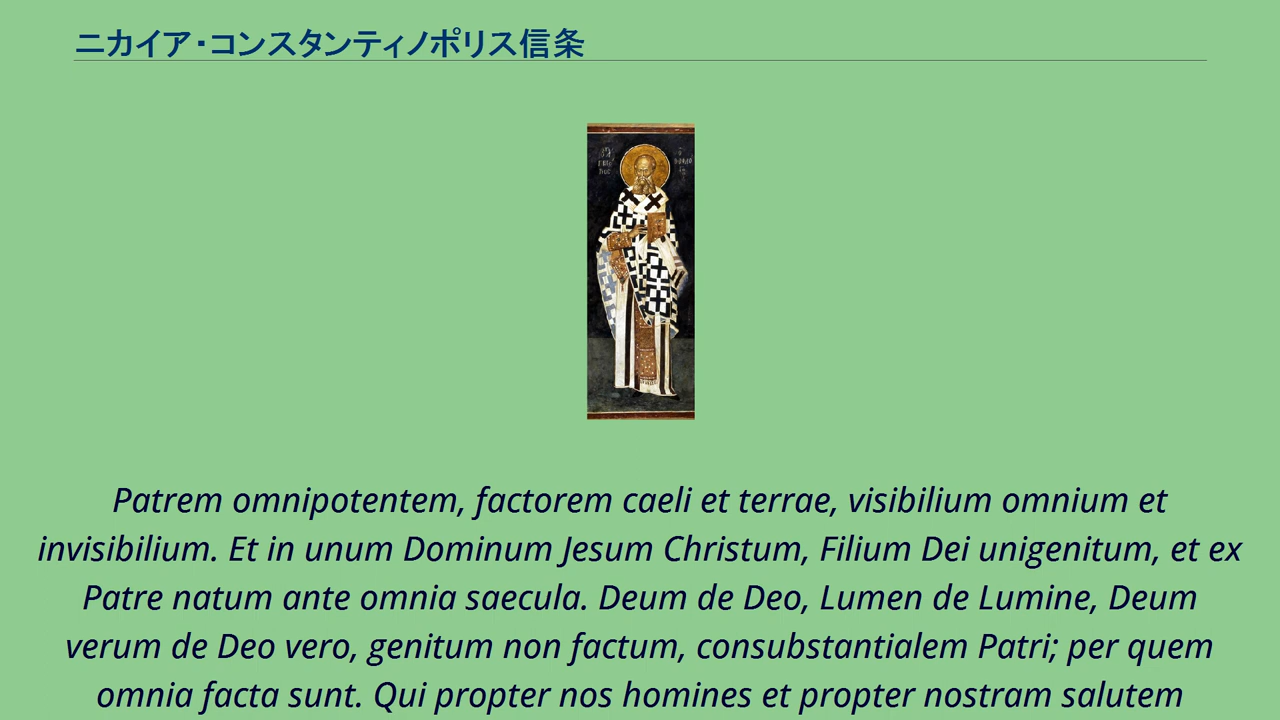 ニカイア・コンスタンティノポリス信条
Patrem omnipotentem, factorem caeli et terrae, visibilium omnium et
invisibilium. Et in unum Dominum Jesum Christum, Filium Dei unigenitum, et ex
Patre natum ante omnia saecula. Deum de Deo, Lumen de Lumine, Deum
verum de Deo vero, genitum non factum, consubstantialem Patri; per quem
omnia facta sunt. Qui propter nos homines et propter nostram salutem